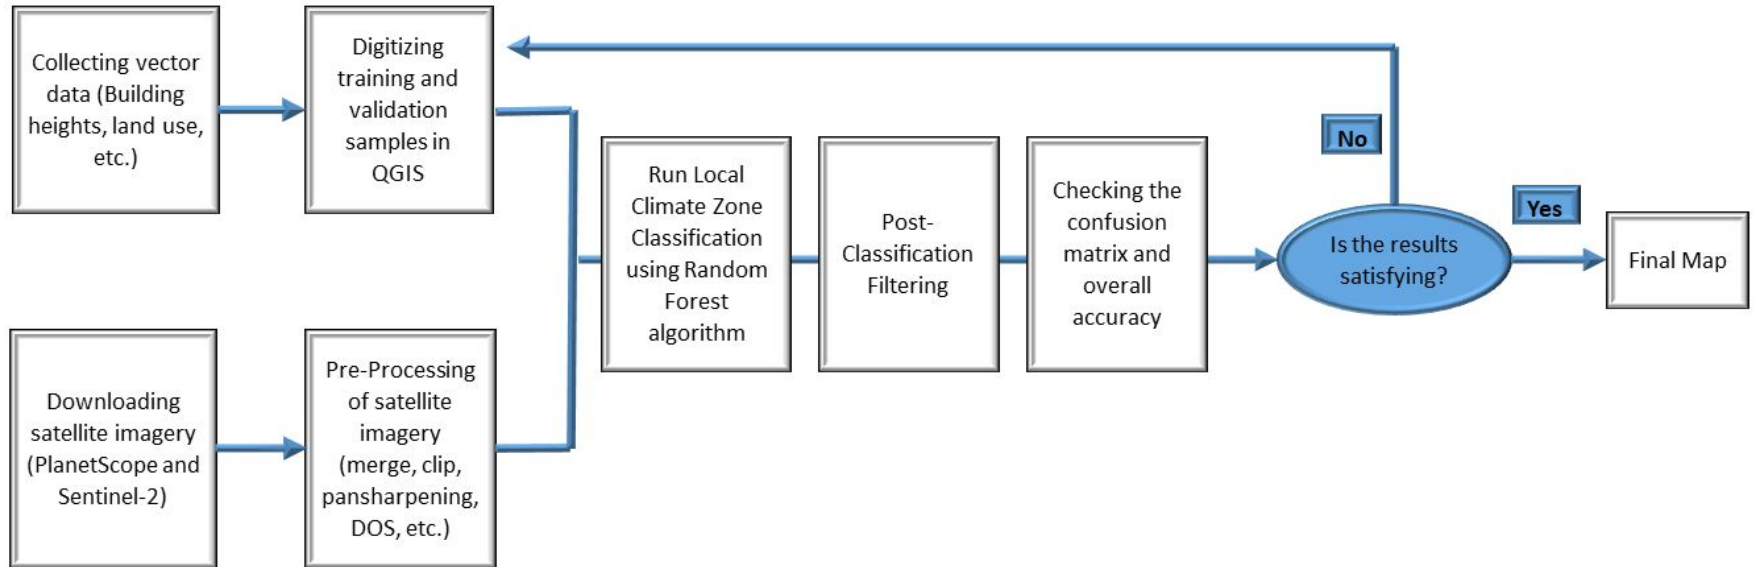 Collecting vector
data (Building
heights, land use,
etc.)
Digitizing
training and
validation
samples in
QGIS
Downloading
satellite imagery
(PlanetScope and
Sentinel-2)
Pre-Processing
of satellite
imagery
(merge, clip,
pansharpening,
DOS, etc.)
Run Local
Climate Zone
Classification
using Random
Forest
algorithm
Post-
Classification
Filtering
Checking the
confusion
matrix and
overall
accuracy
Is the results
satisfying?
No
Yes
Final Map